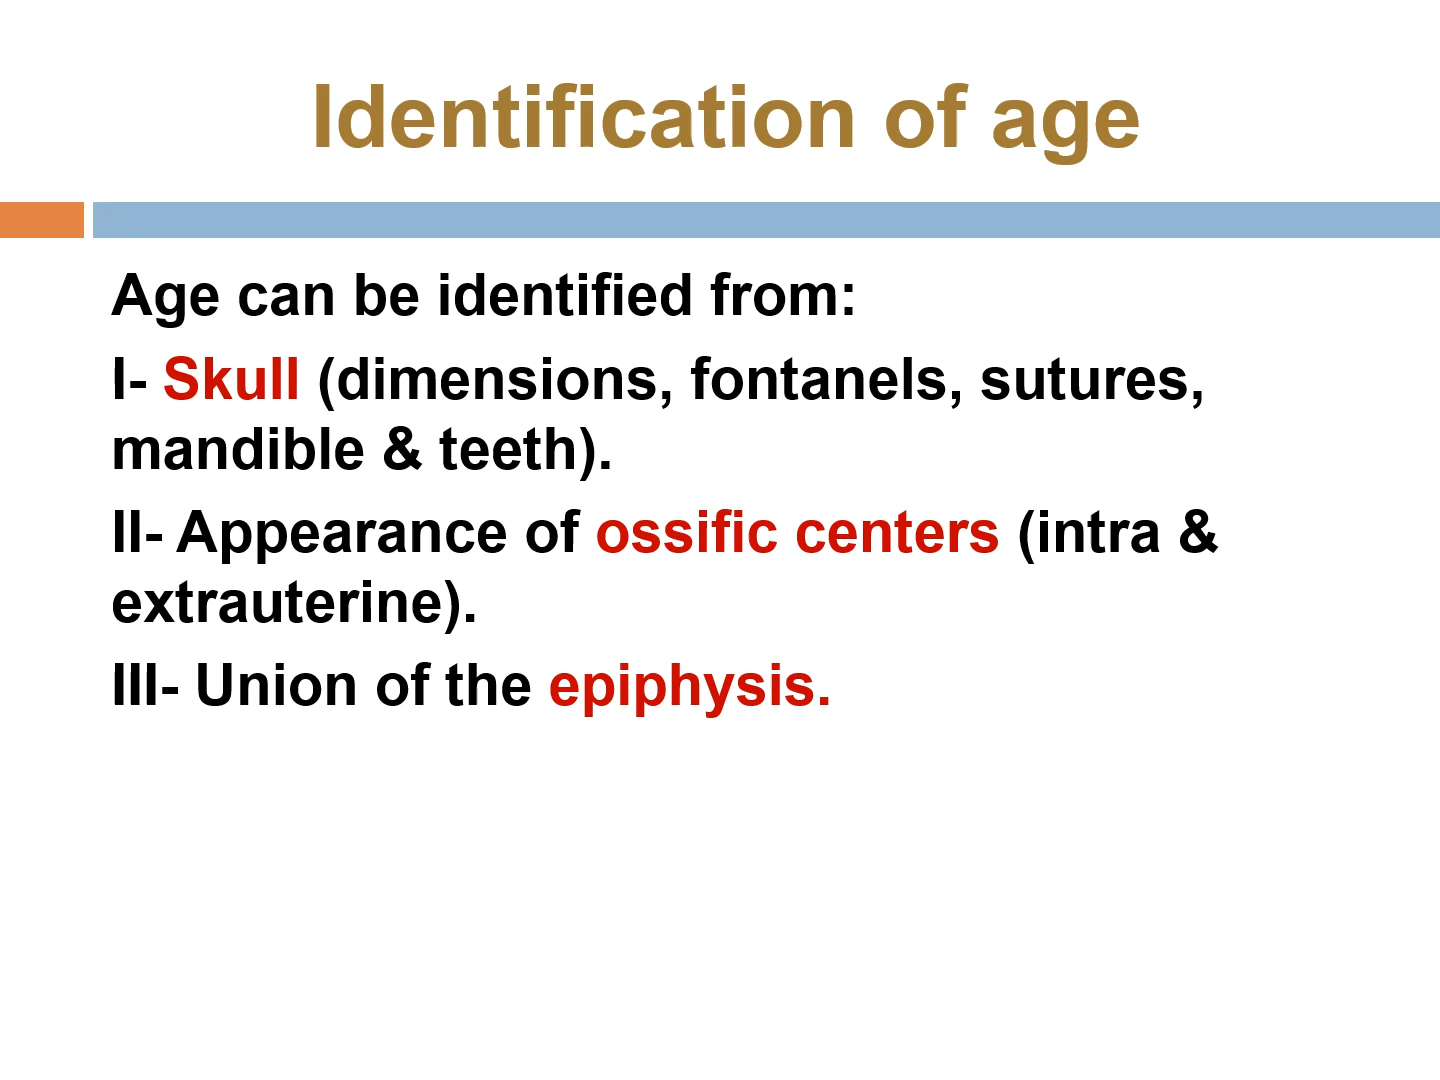 Identification of age
Age can be identified from:
I- Skull (dimensions, fontanels, sutures,
mandible & teeth).
II- Appearance of ossific centers (intra &
extrauterine).
III- Union of the epiphysis.